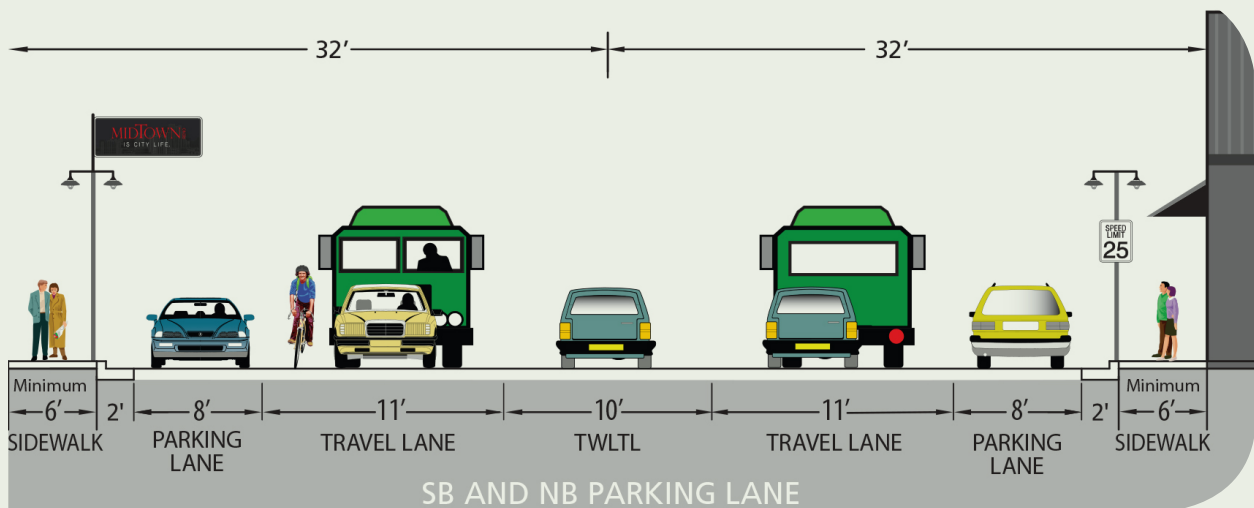 32′ 32′
MIDTOWN
IS CITY LIFE.
SPEED
LIMIT
25
Minimum Minimum
6′ 2' 8′ 11′ 10′ 11′ 8′ 2' 6′
SIDEWALK PARKING LANE TRAVEL LANE TWLTL TRAVEL LANE PARKING LANE SIDEWALK
SB AND NB PARKING LANE